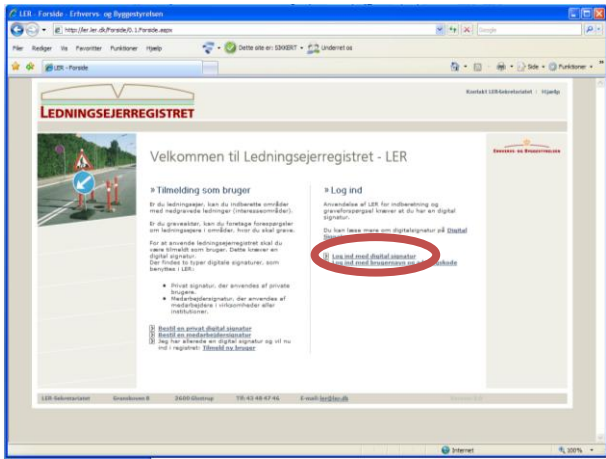 LER - Forside - Erhvervs- og Byggestyrelsen
http://ler.ler.dk/Forside/0.1.Forside.aspx
Google
Filer Rediger Vis Favoritter Funktioner Hjælp
Dette site er: SIKKERT
Underret os
LER - Forside
Side
Funktioner
Kontakt LER-Sekretariatet | Hjælp
LEDNINGSEJERREGISTRET
ERHVERVS- OG BYGGESTYRELSEN
Velkommen til Ledningsejerregistret - LER
» Tilmelding som bruger
Er du ledningsejer, kan du indberette områder
med nedgravede ledninger (interesseområder).
Er du graveaktør, kan du foretage forespørgsler
om ledningsejere i områder, hvor du skal grave.
For at anvende ledningsejerregistret skal du
være tilmeldt som bruger. Dette kræver en
digital signatur.
Der findes to typer digitale signaturer, som
benyttes i LER:
Privat signatur, der anvendes af private
brugere.
Medarbejdersignatur, der anvendes af
medarbejdere i virksomheder eller
institutioner.
Bestil en privat digital signatur
Bestil en medarbejdersignatur
Jeg har allerede en digital signatur og vil nu
ind i registret: Tilmeld ny bruger
» Log ind
Anvendelse af LER for indberetning og
graveforspørgsel kræver at du har en digital
signatur.
Du kan læse mere om digitalsignatur på Digital
Log ind med digital signatur
Log ind med brugernavn og
LER-Sekretariatet Granskoven 8 2600 Glostrup Tlf: 43 48 47 46 E-mail: ler@ler.dk
Internet
100%